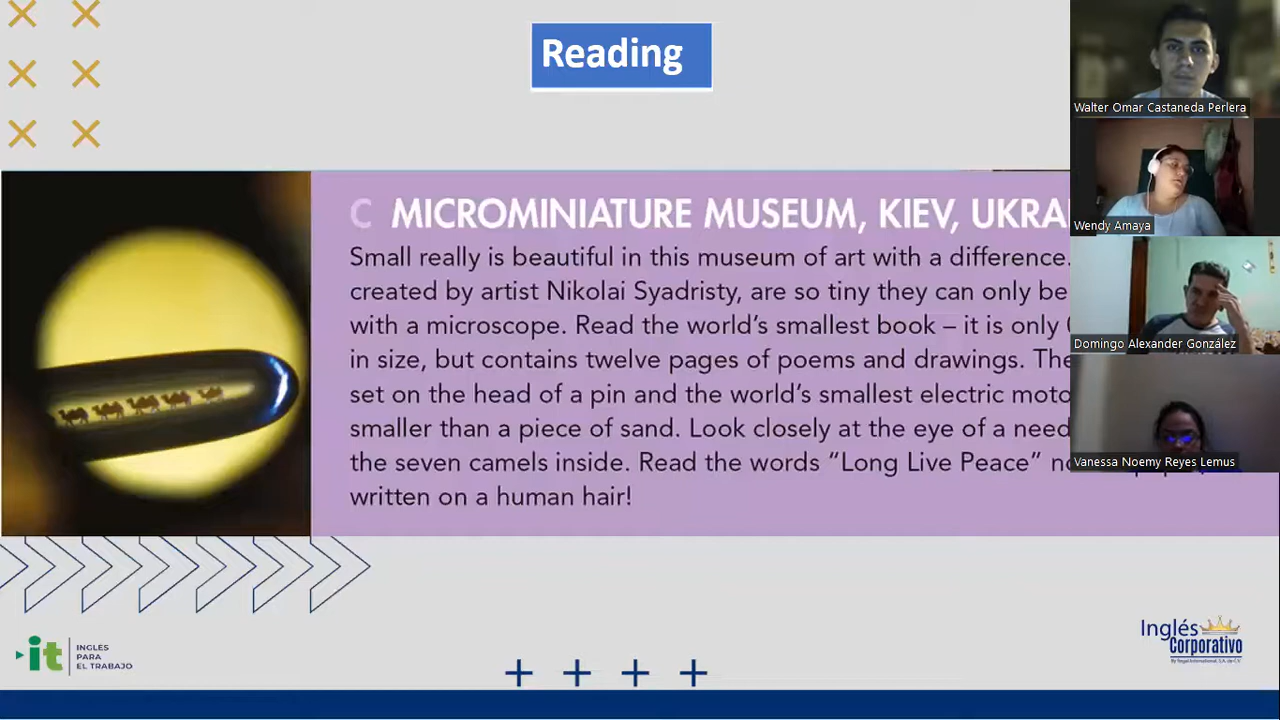 Reading
C MICROMINIATURE MUSEUM, KIEV,
Small really is beautiful in this museum of art with a difference.
created by artist Nikolai Syadristy, are so tiny they can only be
with a microscope. Read the world's smallest book – it is only
in size, but contains twelve pages of poems and drawings.
set on the head of a pin and the world's smallest electric
smaller than a piece of sand. Look closely at the eye of a
the seven camels inside. Read the words “Long Live Peace”
written on a human hair!
Walter Omar Castaneda Perlera
Wendy Amaya
Domingo Alexander González
Vanessa Noemy Reyes Lemus
it
INGLÉS
PARA
EL TRABAJO
Inglés
Corporativo